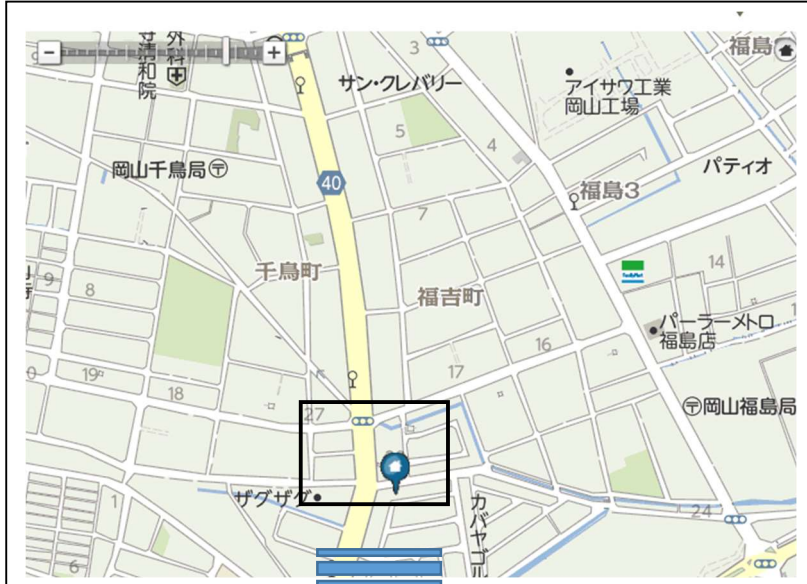 −
+
外科
清和院
3
福島
サン・クレバリー
アイサワ工業
岡山工場
5
4
岡山千鳥局〒
40
福島3
パティオ
7
千鳥町
福吉町
9
8
14
FamilyMart
パーラーメトロ
福島店
16
17
19
18
27
〒岡山福島局
ザグザグ
カバヤゴル
1
24
6